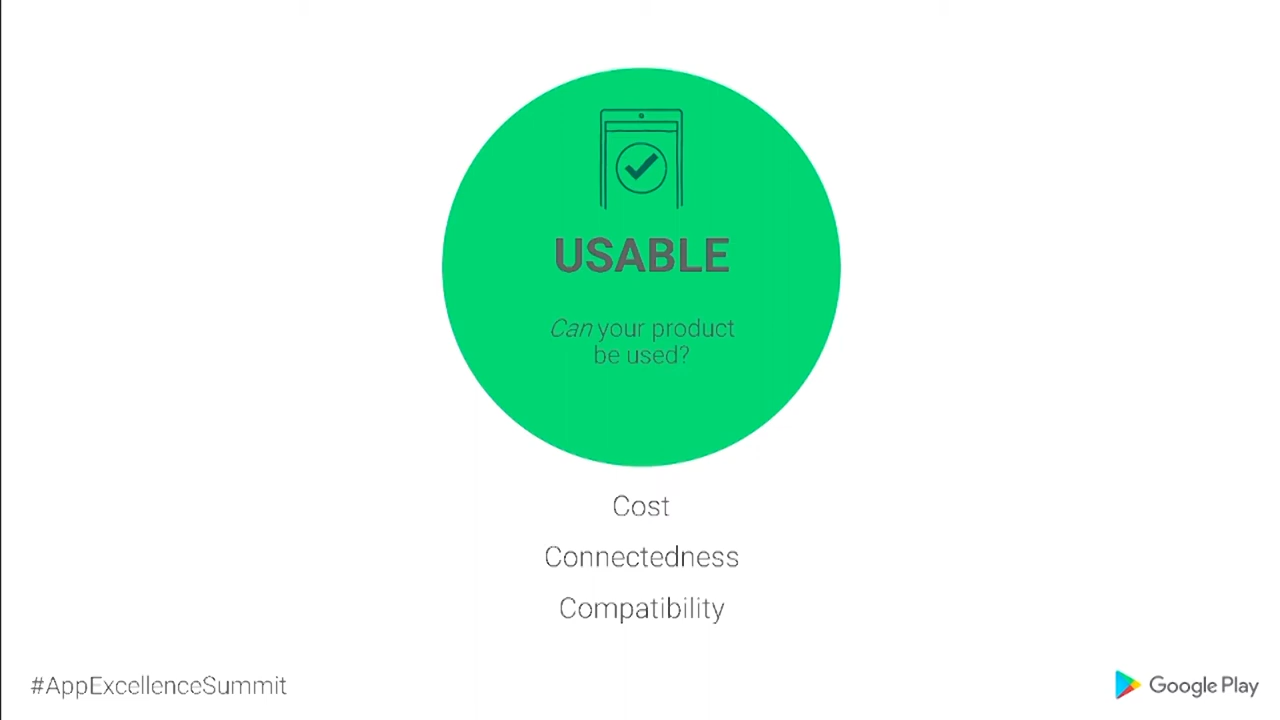 USABLE
Can your product
be used?
Cost
Connectedness
Compatibility
#AppExcellenceSummit
Google Play